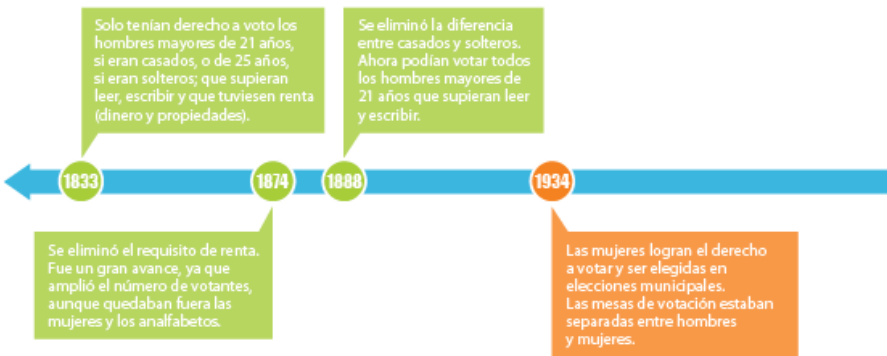 Solo tenían derecho a voto los
hombres mayores de 21 años,
si eran casados, o de 25 años,
si eran solteros; que supieran
leer, escribir y que tuviesen renta
(dinero y propiedades).
Se eliminó la diferencia
entre casados y solteros.
Ahora podían votar todos
los hombres mayores de
21 años que supieran leer
y escribir.
1833
1874
1888
1934
Se eliminó el requisito de renta.
Fue un gran avance, ya que
amplió el número de votantes,
aunque quedaban fuera las
mujeres y los analfabetos.
Las mujeres logran el derecho
a votar y ser elegidas en
elecciones municipales.
Las mesas de votación estaban
separadas entre hombres
y mujeres.